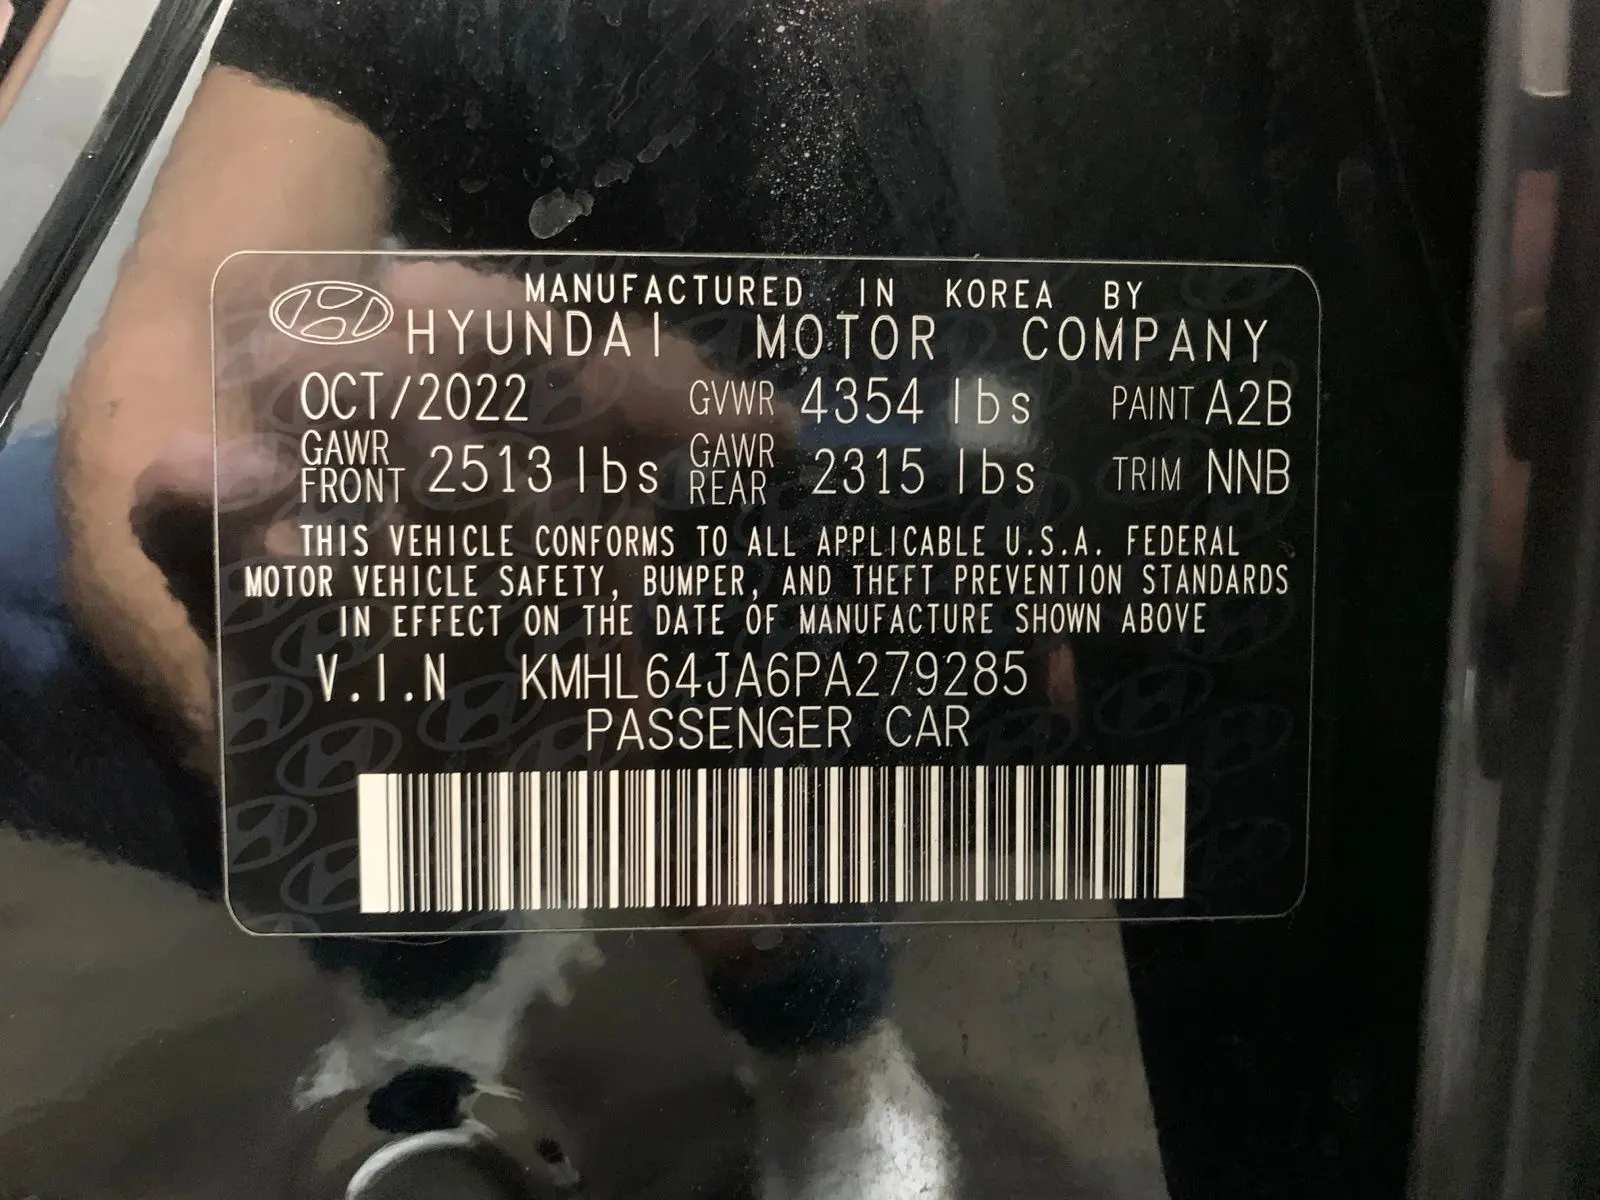 MANUFACTURED IN KOREA BY
HYUNDAI MOTOR COMPANY
OCT/2022 GVWR 4354 lbs PAINT A2B
GAWR FRONT 2513 lbs GAWR REAR 2315 lbs TRIM NNB
THIS VEHICLE CONFORMS TO ALL APPLICABLE U.S.A. FEDERAL
MOTOR VEHICLE SAFETY, BUMPER, AND THEFT PREVENTION STANDARDS
IN EFFECT ON THE DATE OF MANUFACTURE SHOWN ABOVE
V.I.N KMHL64JA6PA279285
PASSENGER CAR